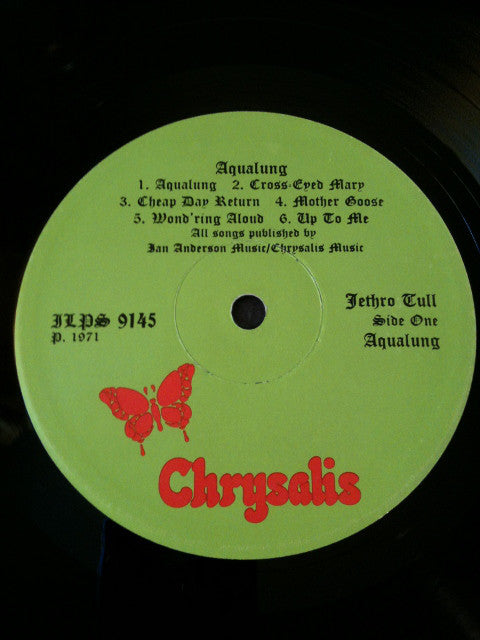 Aqualung
1. Aqualung 2. Cross-Eyed Mary
3. Cheap Day Return 4. Mother Goose
5. Wond'ring Aloud 6. Up To Me
All songs published by
Ian Anderson Music/Chrysalis Music
ILPS 9145
P. 1971
Jethro Tull
Side One
Aqualung
Chrysalis